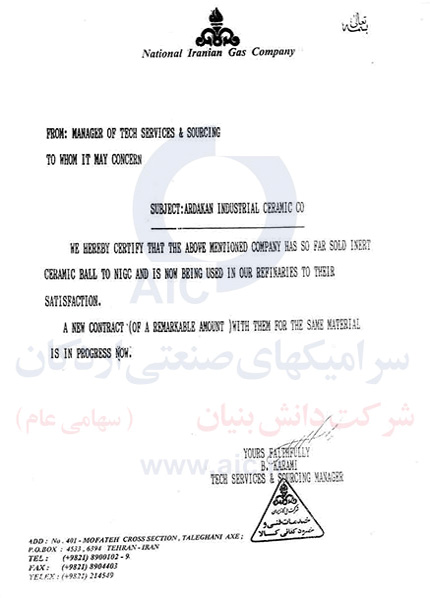 بسمه تعالی
National Iranian Gas Company
FROM: MANAGER OF TECH SERVICES & SOURCING
TO WHOM IT MAY CONCERN
SUBJECT:ARDAKAN INDUSTRIAL CERAMIC CO
WE HEREBY CERTIFY THAT THE ABOVE MENTIONED COMPANY HAS SO FAR SOLD INERT
CERAMIC BALL TO NIGC AND IS NOW BEING USED IN OUR REFINARIES TO THEIR
SATISFACTION.
AIC
A NEW CONTRACT (OF A REMARKABLE AMOUNT )WITH THEM FOR THE SAME MATERIAL
IS IN PROGRESS NOW.
سرامیکهای صنعتی اردکان
شرکت دانش بنیان ( سهامی عام )
YOURS FAITHFULLY
B. KARAMI
TECH SERVICES & SOURCING MANAGER
www.aic
خدمات فنی و
ADD : No . 401 - MOFATEH CROSS SECTION , TALEGHANI AXE ;
P.O.BOX : 4533 , 6394 TEHRAN - IRAN
TEL : (+9821) 8900102 - 9
FAX : (+9821) 8904403
TELEX : (+9821) 214549